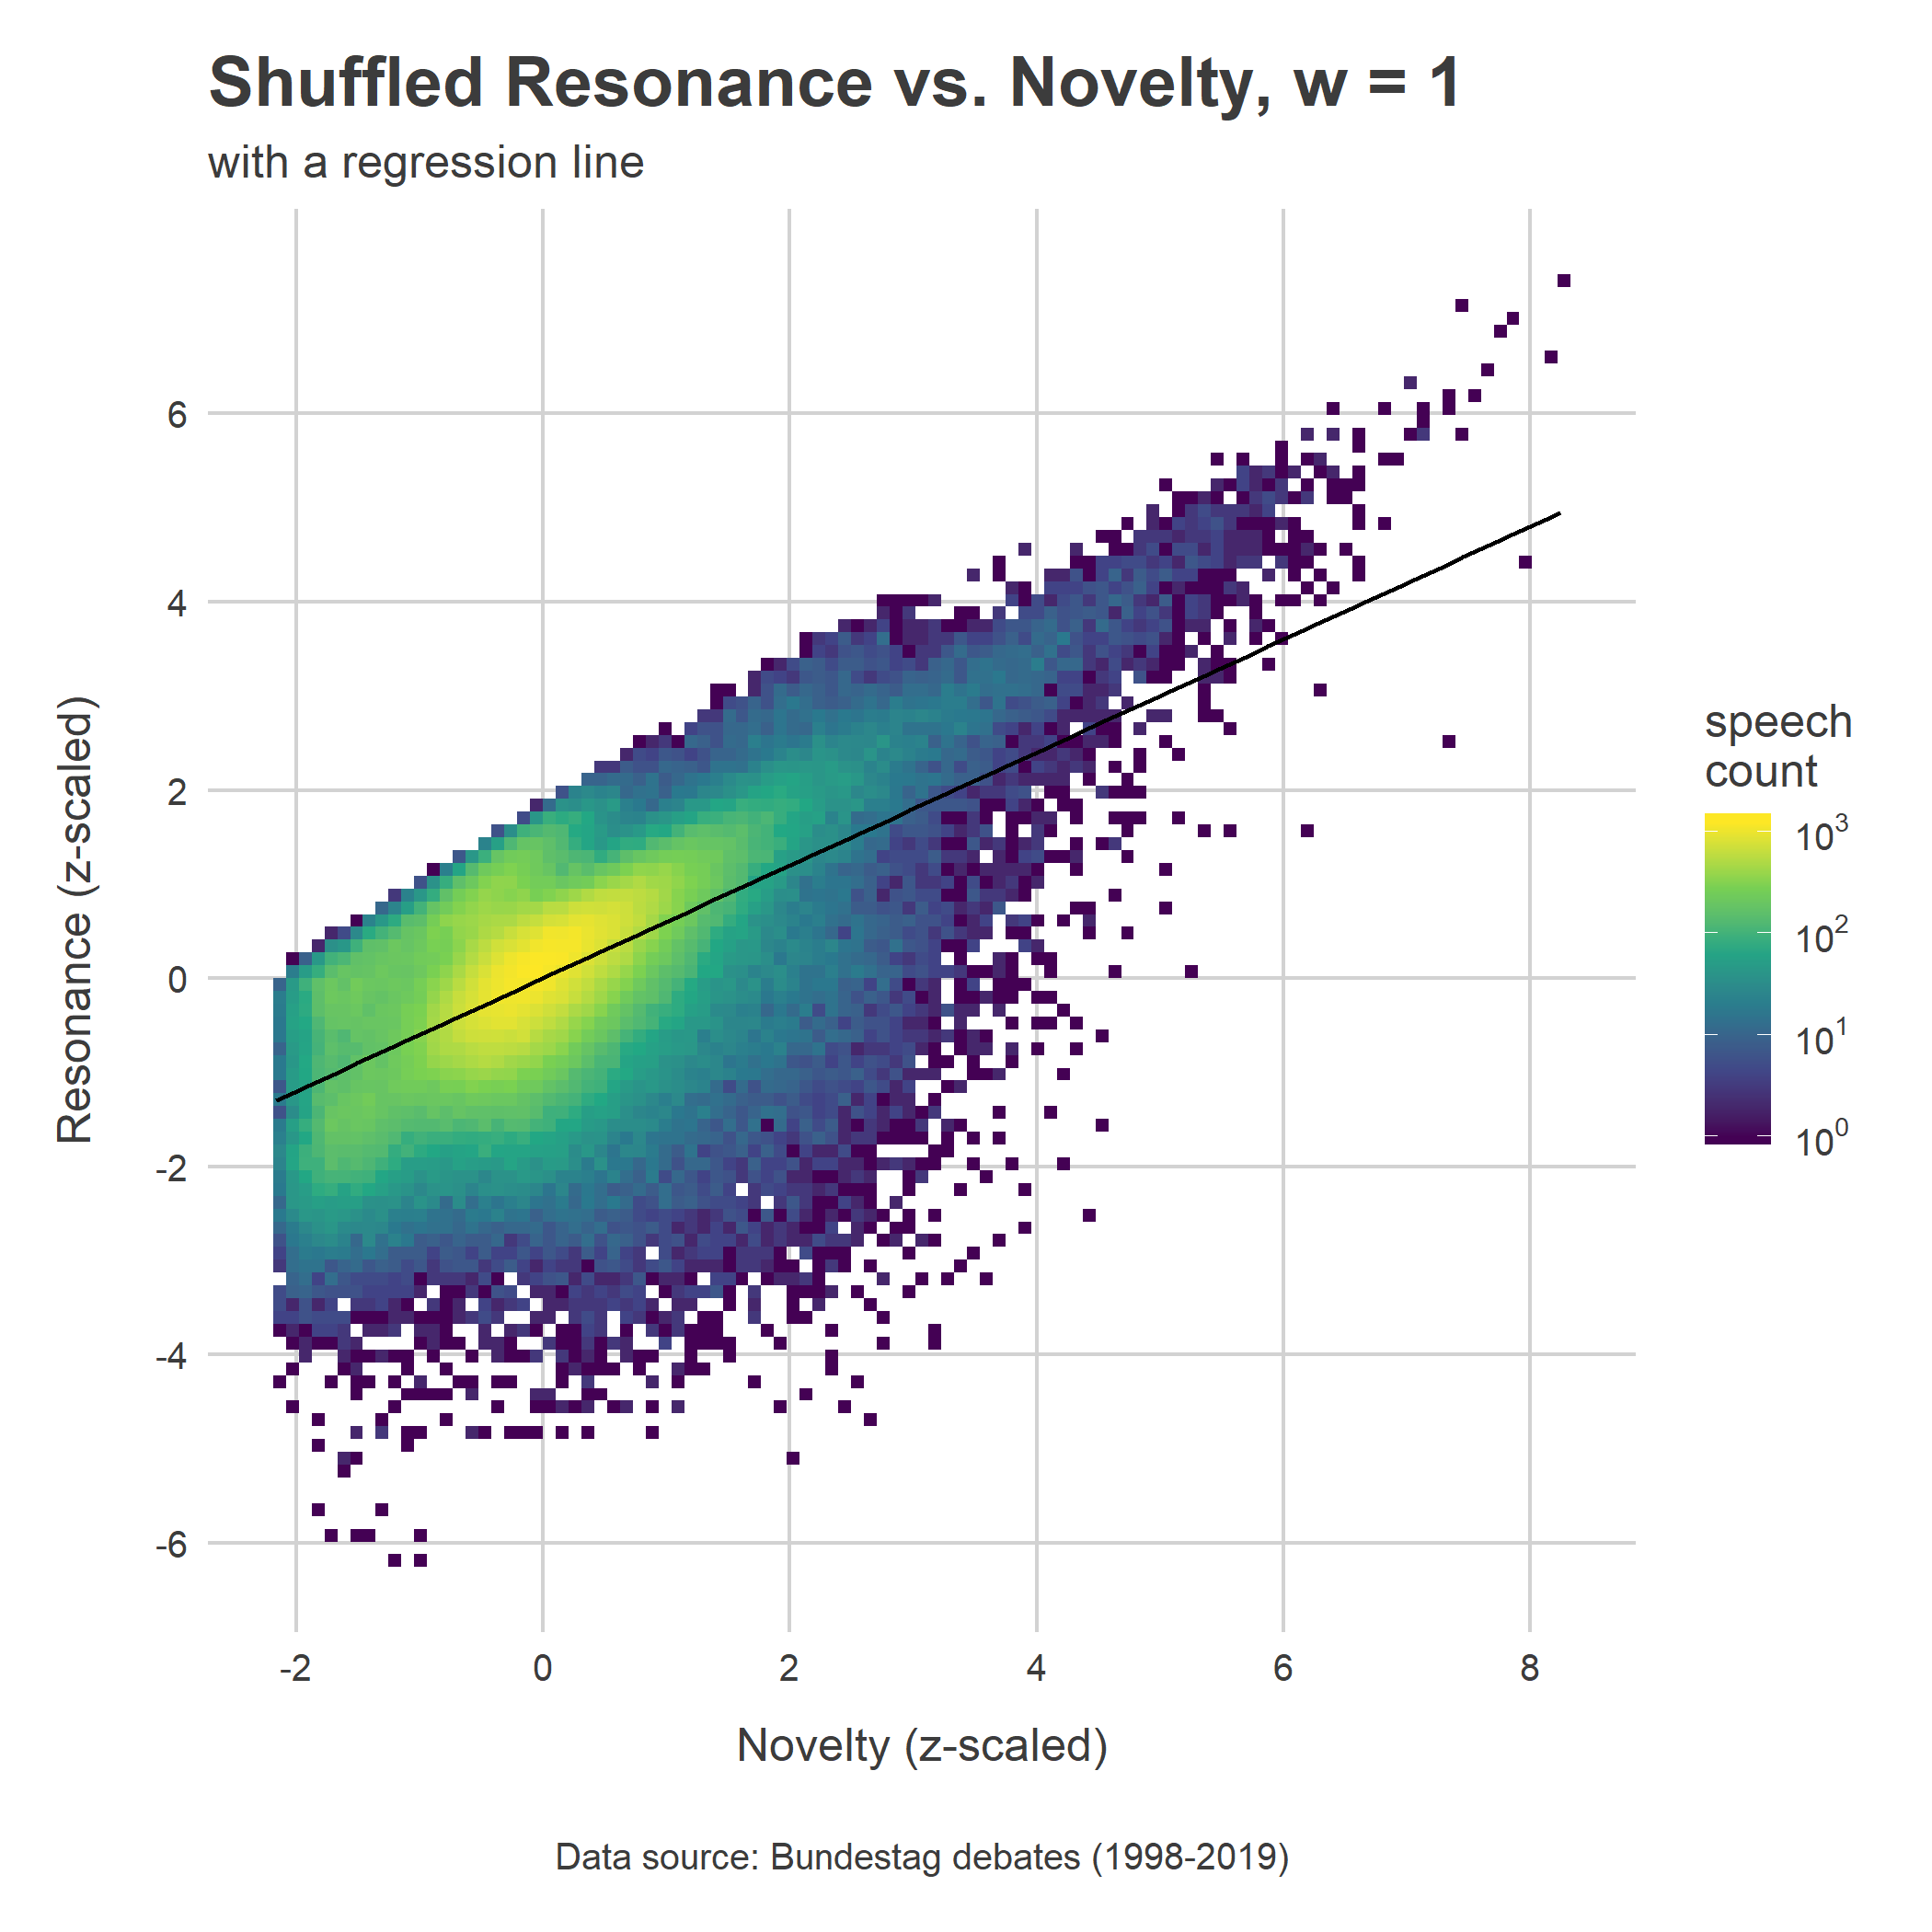 Shuffled Resonance vs. Novelty, w = 1
with a regression line
Resonance (z-scaled)
6
4
2
0
-2
-4
-6
-2
0
2
4
6
8
Novelty (z-scaled)
speech
count
10³
10²
10¹
10⁰
Data source: Bundestag debates (1998-2019)